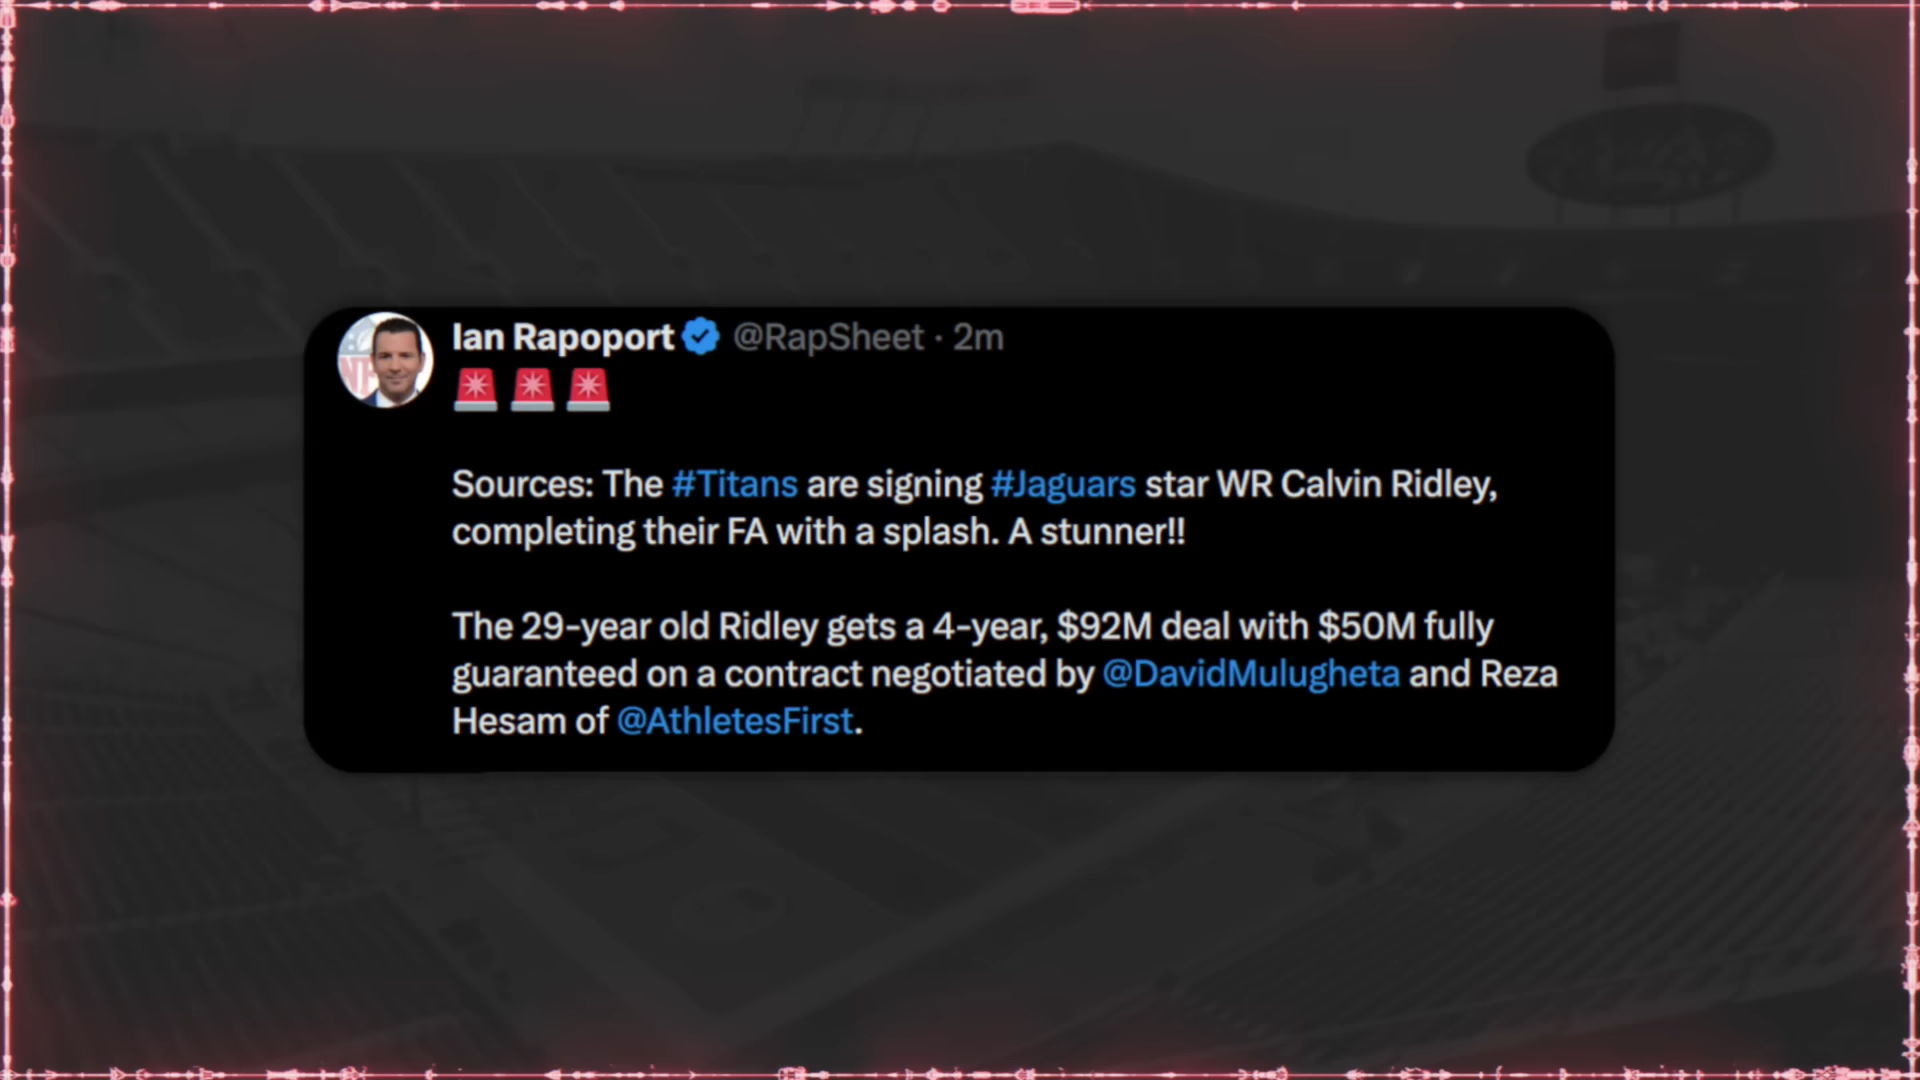 Ian Rapoport @RapSheet · 2m
🚨 🚨 🚨
Sources: The #Titans are signing #Jaguars star WR Calvin Ridley,
completing their FA with a splash. A stunner!!
The 29-year old Ridley gets a 4-year, $92M deal with $50M fully
guaranteed on a contract negotiated by @DavidMulugheta and Reza
Hesam of @AthletesFirst.